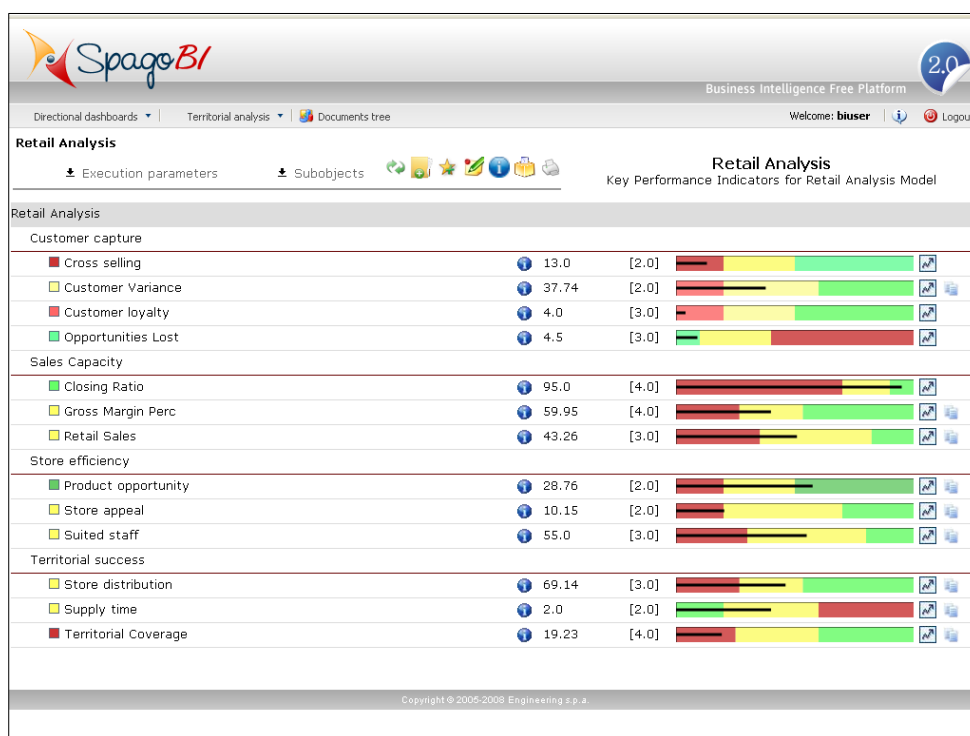 SpagoBI
2.0
Business Intelligence Free Platform
Directional dashboards Territorial analysis Documents tree Welcome: biuser Logou
Retail Analysis
Execution parameters Subobjects
Retail Analysis
Key Performance Indicators for Retail Analysis Model
Retail Analysis
Customer capture
Cross selling 13.0 [2.0]
Customer Variance 37.74 [2.0]
Customer loyalty 4.0 [3.0]
Opportunities Lost 4.5 [3.0]
Sales Capacity
Closing Ratio 95.0 [4.0]
Gross Margin Perc 59.95 [4.0]
Retail Sales 43.26 [3.0]
Store efficiency
Product opportunity 28.76 [2.0]
Store appeal 10.15 [2.0]
Suited staff 55.0 [3.0]
Territorial success
Store distribution 69.14 [3.0]
Supply time 2.0 [2.0]
Territorial Coverage 19.23 [4.0]
Copyright © 2005-2008 Engineering s.p.a.